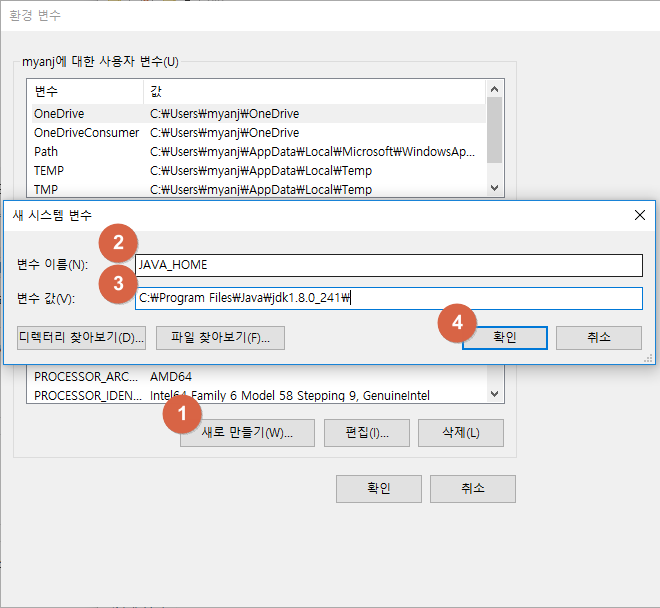 환경 변수
myanj에 대한 사용자 변수(U)
변수 값
OneDrive C:₩Users₩myanj₩OneDrive
OneDriveConsumer C:₩Users₩myanj₩OneDrive
Path C:₩Users₩myanj₩AppData₩Local₩Microsoft₩WindowsAp...
TEMP C:₩Users₩myanj₩AppData₩Local₩Temp
TMP C:₩Users₩myanj₩AppData₩Local₩Temp
새 시스템 변수
2
변수 이름(N): JAVA_HOME
3
변수 값(V): C:₩Program Files₩Java₩jdk1.8.0_241₩
4
디렉터리 찾아보기(D)... 파일 찾아보기(F)... 확인 취소
PROCESSOR_ARC... AMD64
PROCESSOR_IDEN... Intel64 Family 6 Model 58 Stepping 9, GenuineIntel
1
새로 만들기(W)... 편집(I)... 삭제(L)
확인 취소